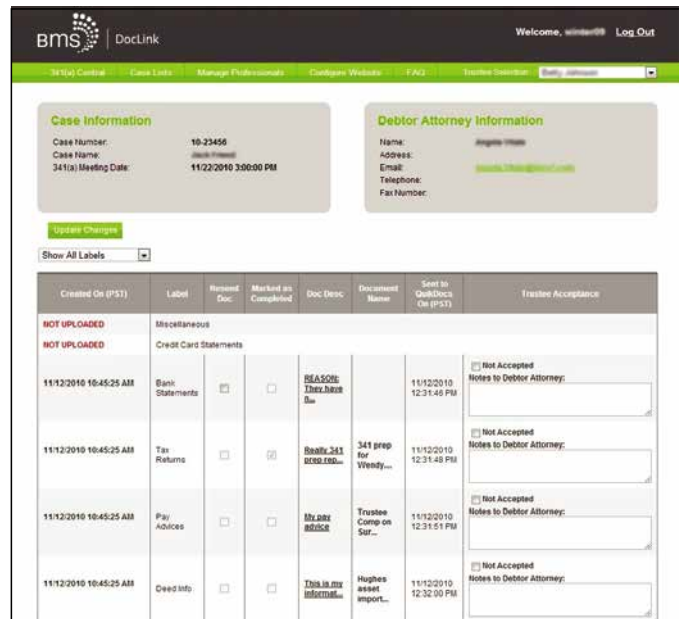 BMS DocLink
Welcome, Log Out
341(a) Central Case Lists Manage Professionals Configure Website FAQ Trustee Selection:
Case Information
Case Number: 10-23456
Case Name:
341(a) Meeting Date: 11/22/2010 3:00:00 PM
Debtor Attorney Information
Name:
Address:
Email:
Telephone:
Fax Number:
Update Changes
Show All Labels
Created On (PST) Label Resend Doc Marked as Completed Doc Desc Document Name Sent to QuikDocs On (PST) Trustee Acceptance
NOT UPLOADED Miscellaneous
NOT UPLOADED Credit Card Statements
11/12/2010 10:45:25 AM Bank Statements REASON: They have n... 11/12/2010 12:31:46 PM Not Accepted
Notes to Debtor Attorney:
11/12/2010 10:45:25 AM Tax Returns Really 341 prep rep... 341 prep for Wendy.... 11/12/2010 12:31:48 PM Not Accepted
Notes to Debtor Attorney:
11/12/2010 10:45:25 AM Pay Advices My pay advice Trustee Comp on Sur... 11/12/2010 12:31:51 PM Not Accepted
Notes to Debtor Attorney:
11/12/2010 10:45:25 AM Deed Info This is my informat... Hughes asset import... 11/12/2010 12:32:00 PM Not Accepted
Notes to Debtor Attorney: